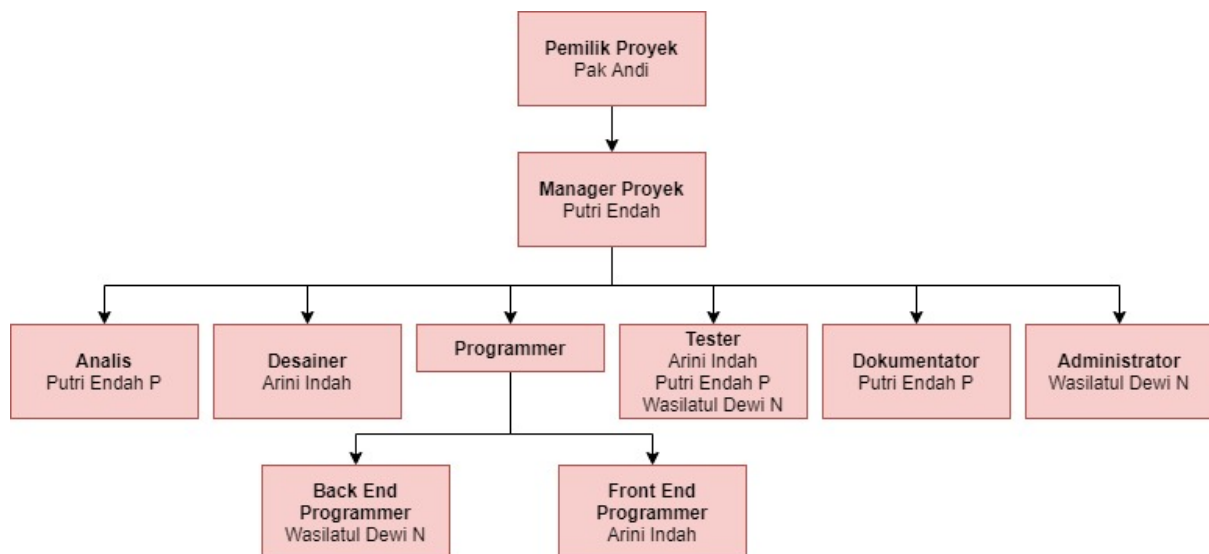 Pemilik Proyek
Pak Andi
Manager Proyek
Putri Endah
Analis
Putri Endah P
Desainer
Arini Indah
Programmer
Tester
Arini Indah
Putri Endah P
Wasilatul Dewi N
Dokumentator
Putri Endah P
Administrator
Wasilatul Dewi N
Back End
Programmer
Wasilatul Dewi N
Front End
Programmer
Arini Indah